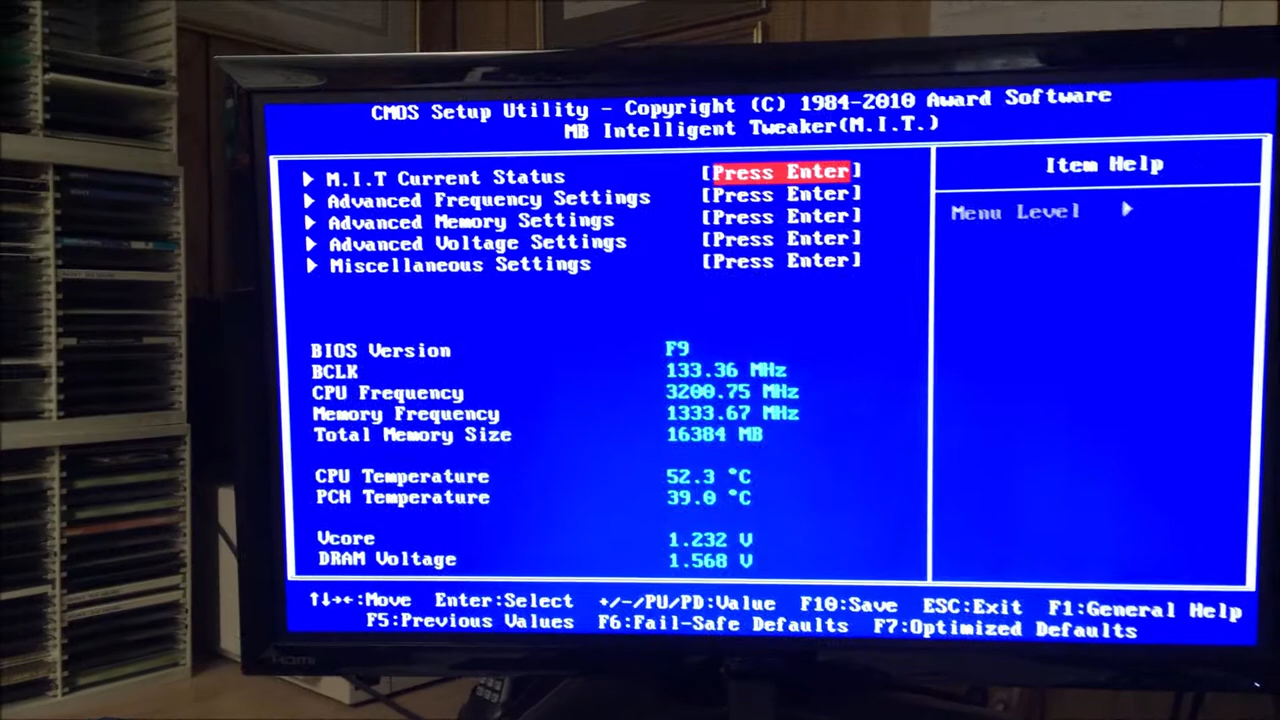 CMOS Setup Utility - Copyright (C) 1984-2010 Award Software
MB Intelligent Tweaker(M.I.T.)
M.I.T Current Status [Press Enter]
Advanced Frequency Settings [Press Enter]
Advanced Memory Settings [Press Enter]
Advanced Voltage Settings [Press Enter]
Miscellaneous Settings [Press Enter]
BIOS Version F9
BCLK 133.36 MHz
CPU Frequency 3200.75 MHz
Memory Frequency 1333.67 MHz
Total Memory Size 16384 MB
CPU Temperature 52.3 °C
PCH Temperature 39.0 °C
Vcore 1.232 V
DRAM Voltage 1.568 V
Item Help
Menu Level ▶
↑↓→←:Move Enter:Select +/-/PU/PD:Value F10:Save ESC:Exit F1:General Help
F5:Previous Values F6:Fail-Safe Defaults F7:Optimized Defaults
HDMI